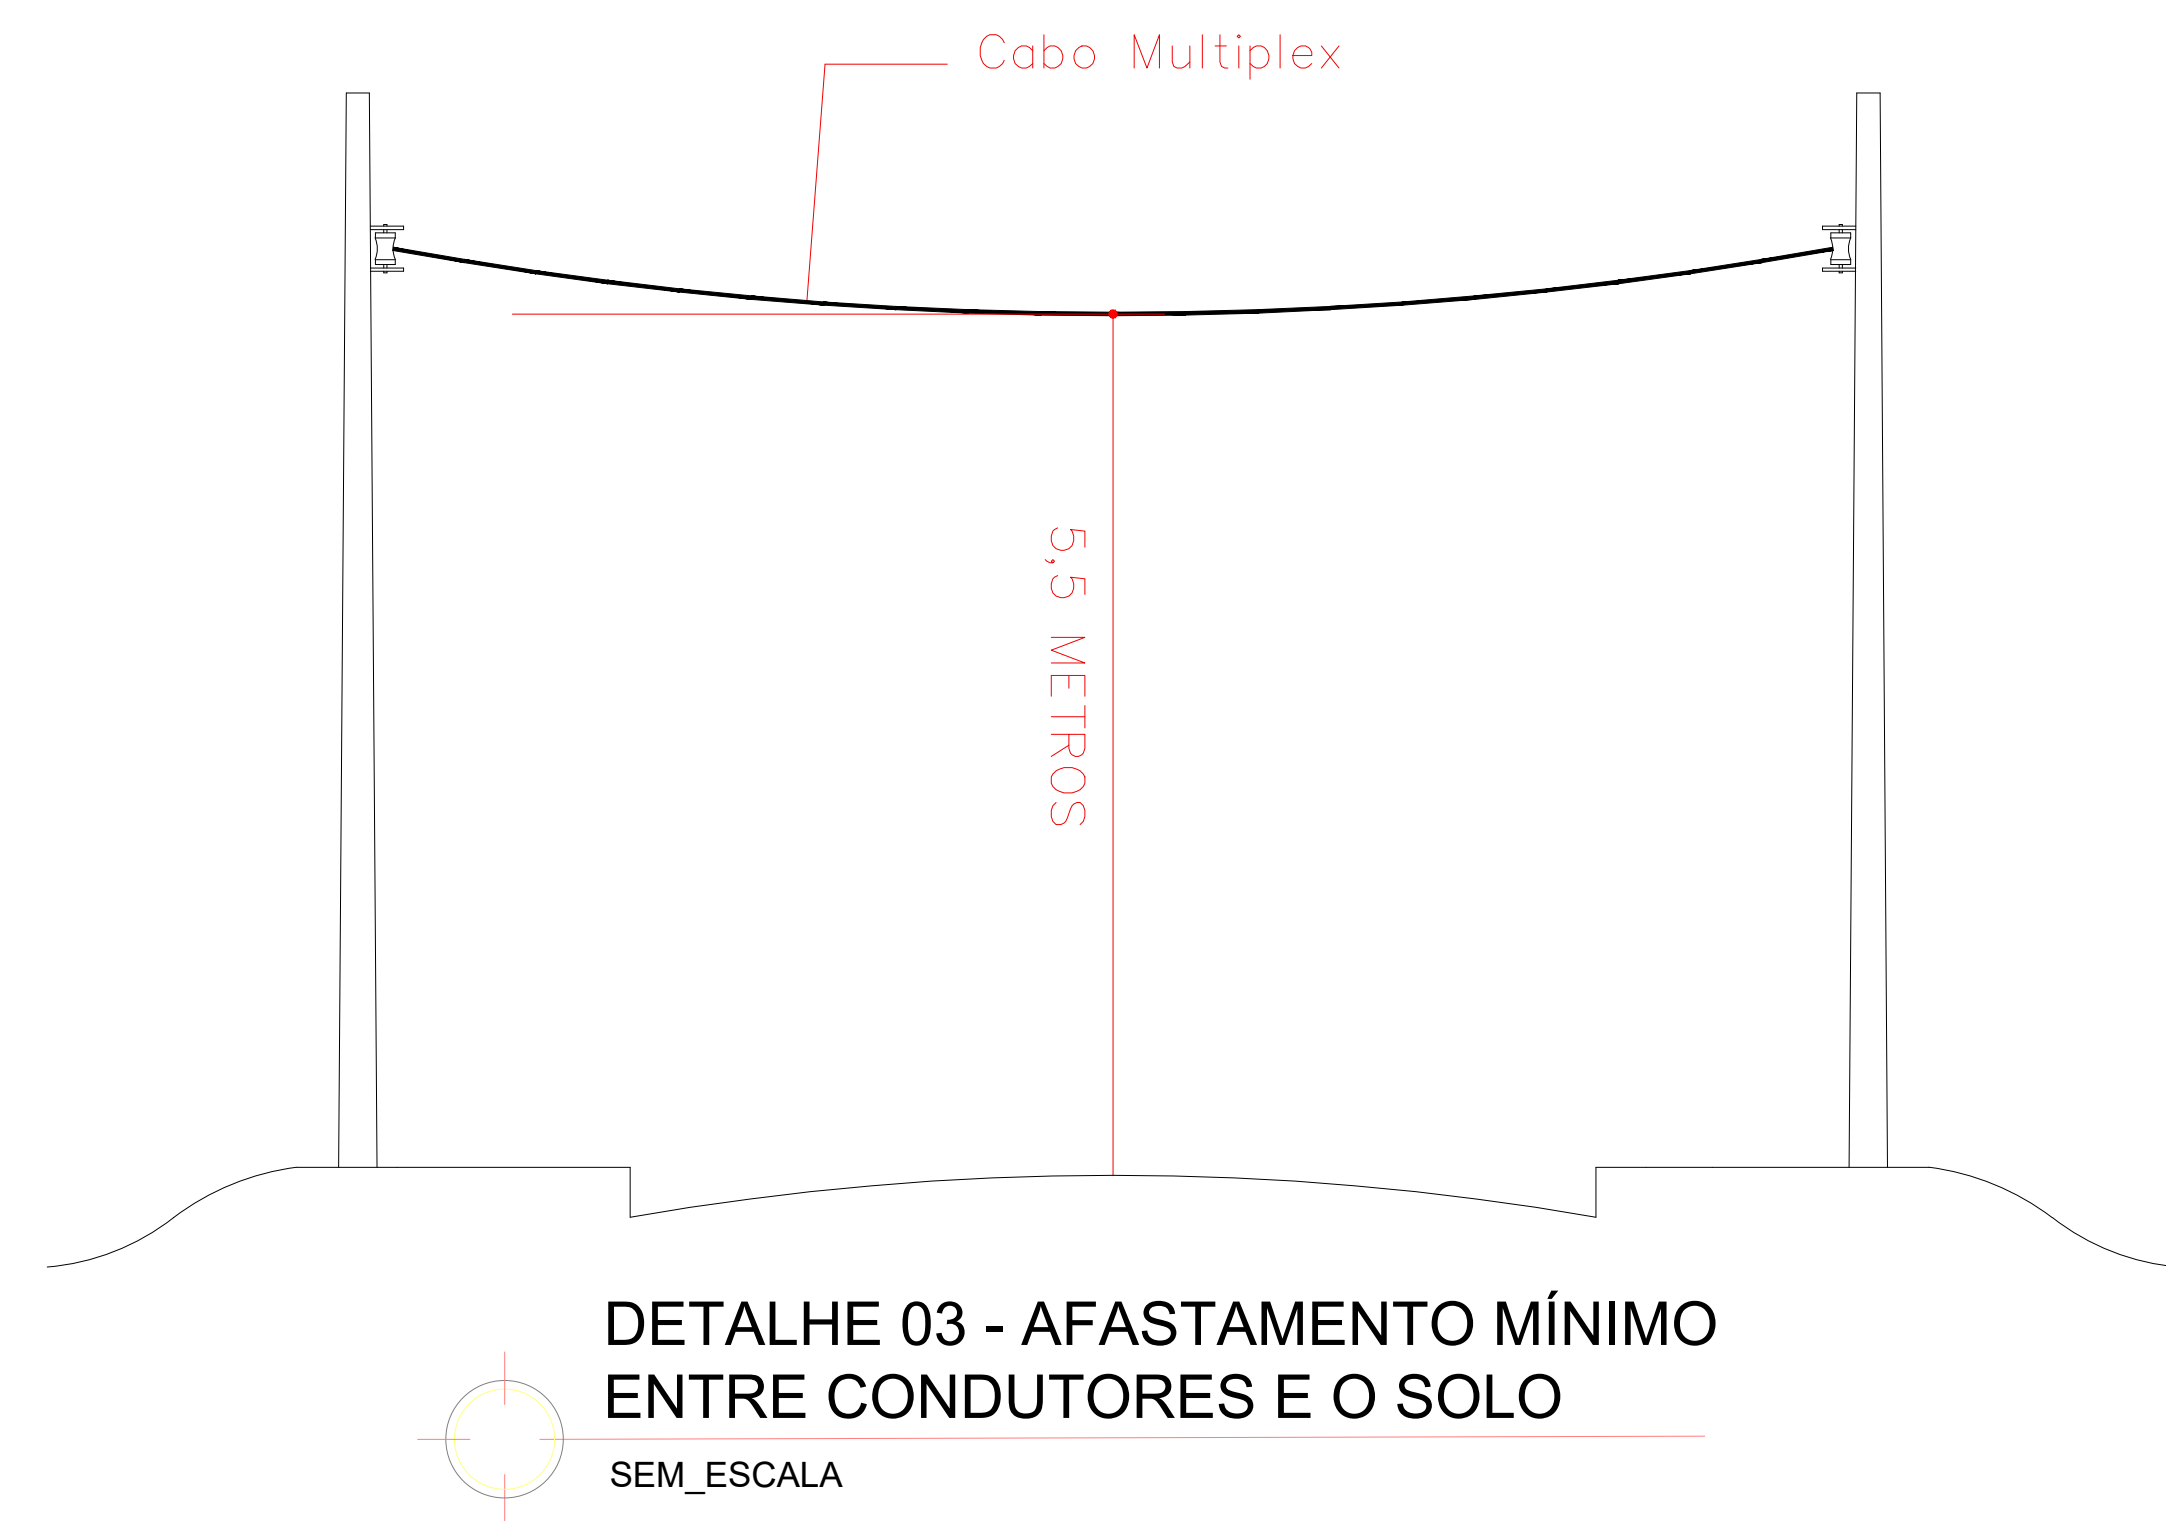 Cabo Multiplex
5,5 METROS
DETALHE 03 - AFASTAMENTO MÍNIMO
ENTRE CONDUTORES E O SOLO
SEM_ESCALA